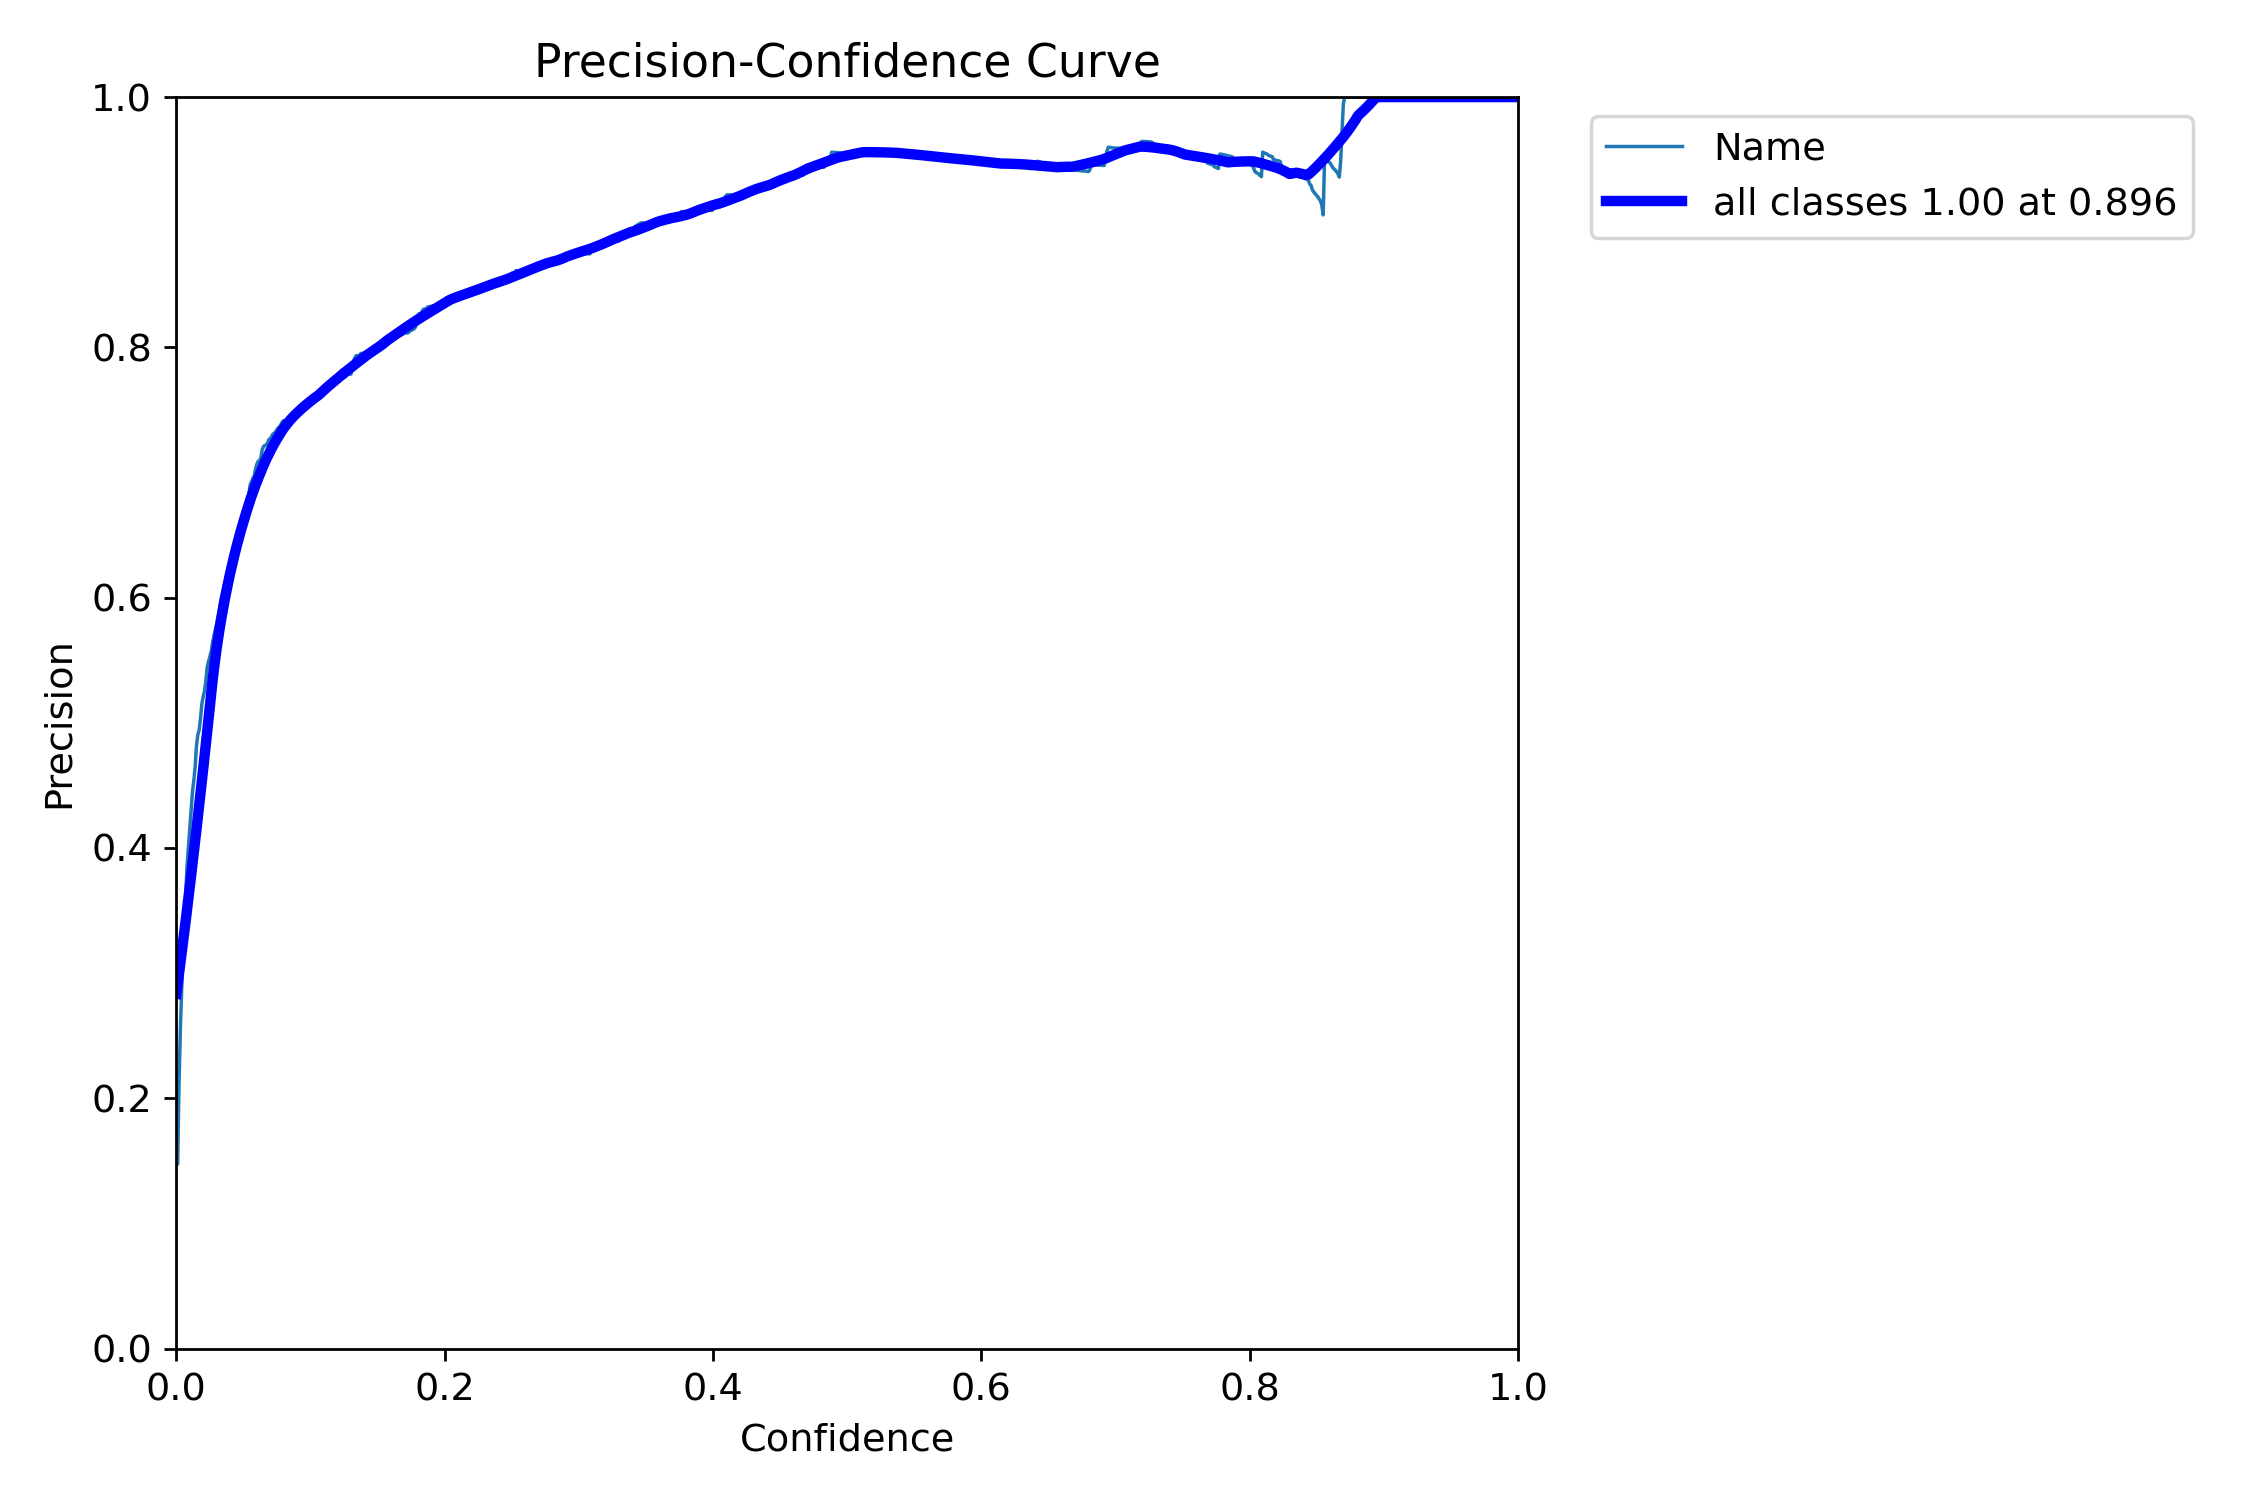 Precision-Confidence Curve
Name
all classes 1.00 at 0.896
1.0
0.8
0.6
0.4
0.2
0.0
Precision
0.0 0.2 0.4 0.6 0.8 1.0
Confidence